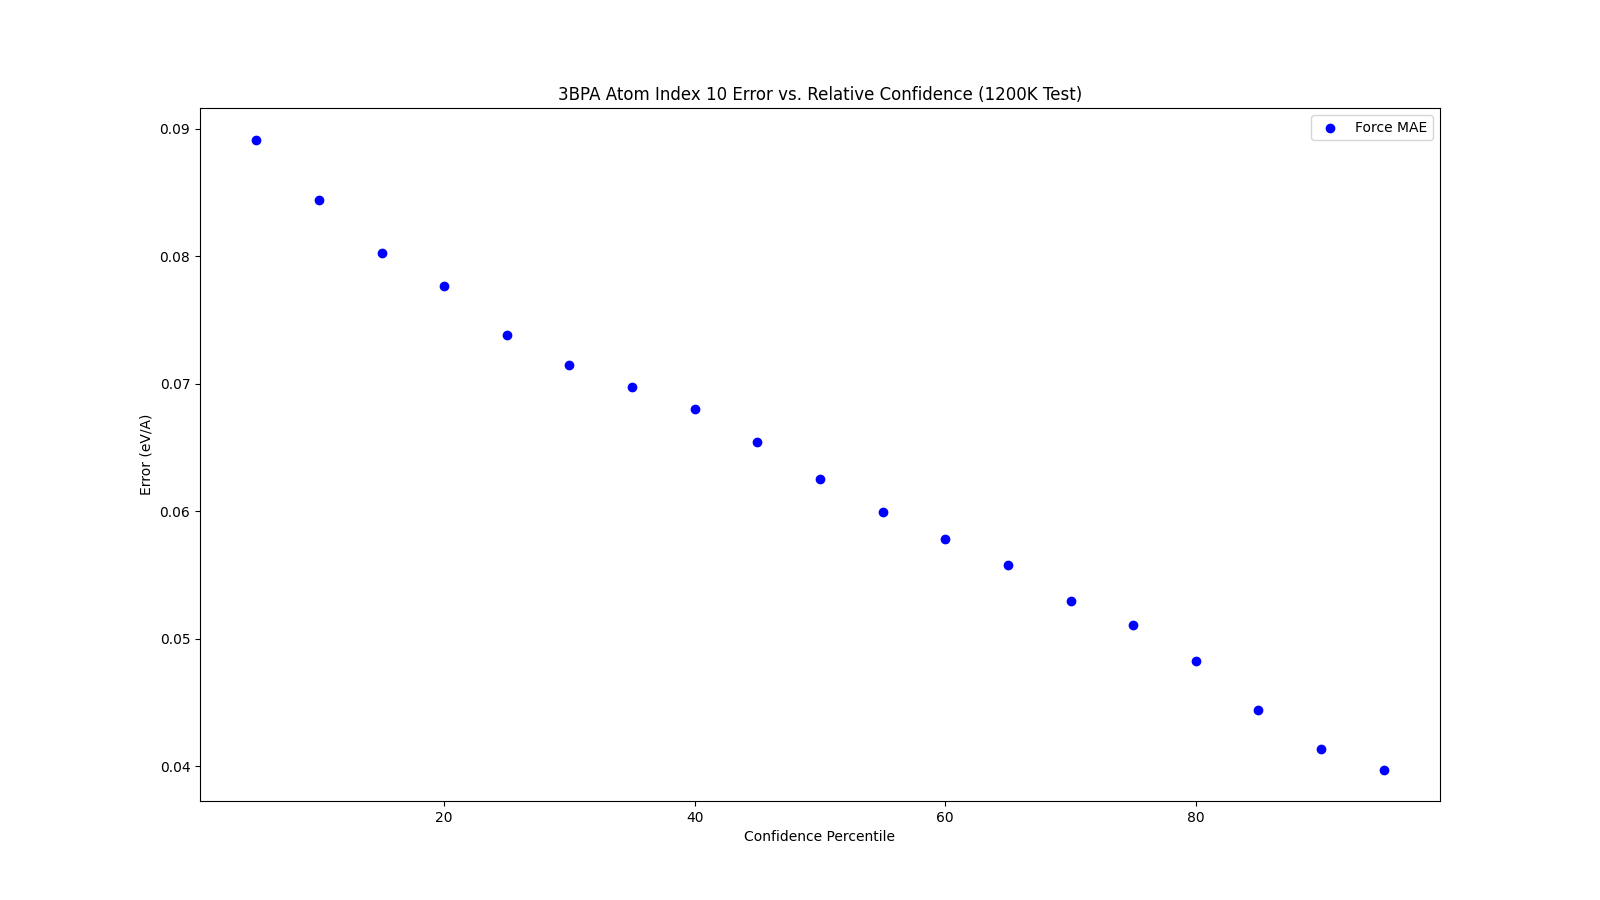 3BPA Atom Index 10 Error vs. Relative Confidence (1200K Test)
Force MAE
0.09
0.08
0.07
0.06
0.05
0.04
Error (eV/A)
20
40
60
80
Confidence Percentile